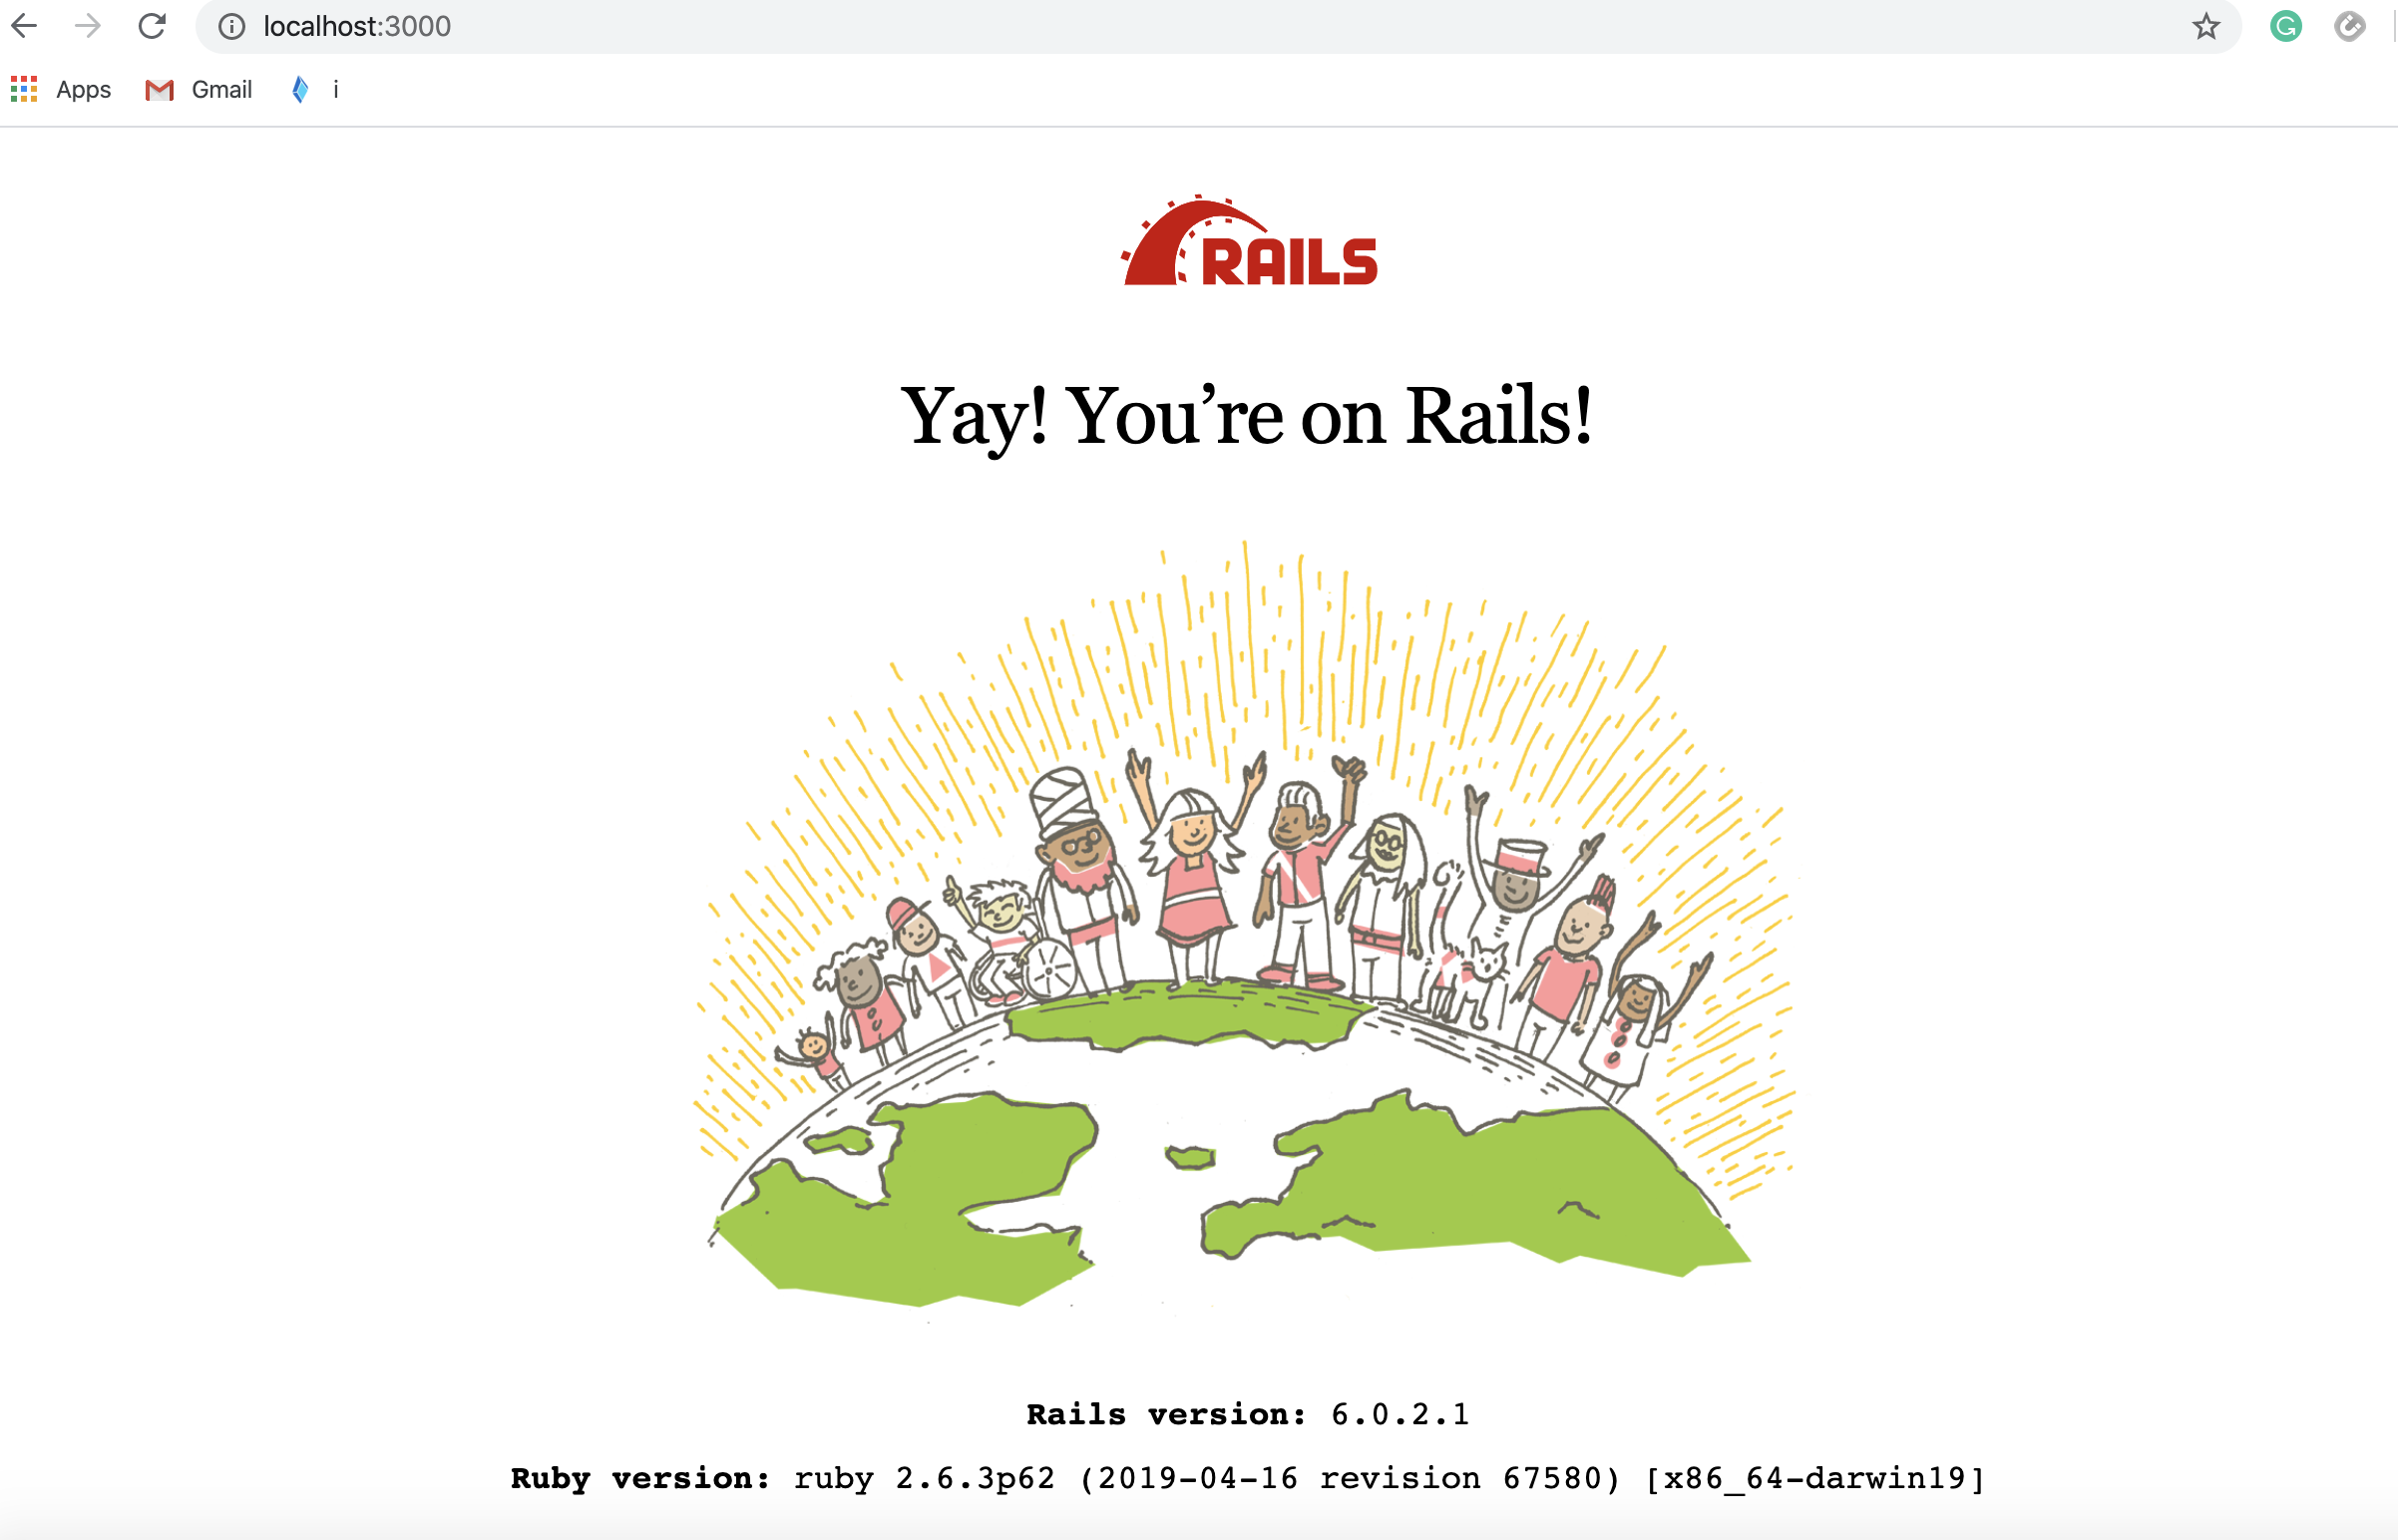 localhost:3000
Apps Gmail i
RAILS
Yay! You’re on Rails!
Rails version: 6.0.2.1
Ruby version: ruby 2.6.3p62 (2019-04-16 revision 67580) [x86_64-darwin19]